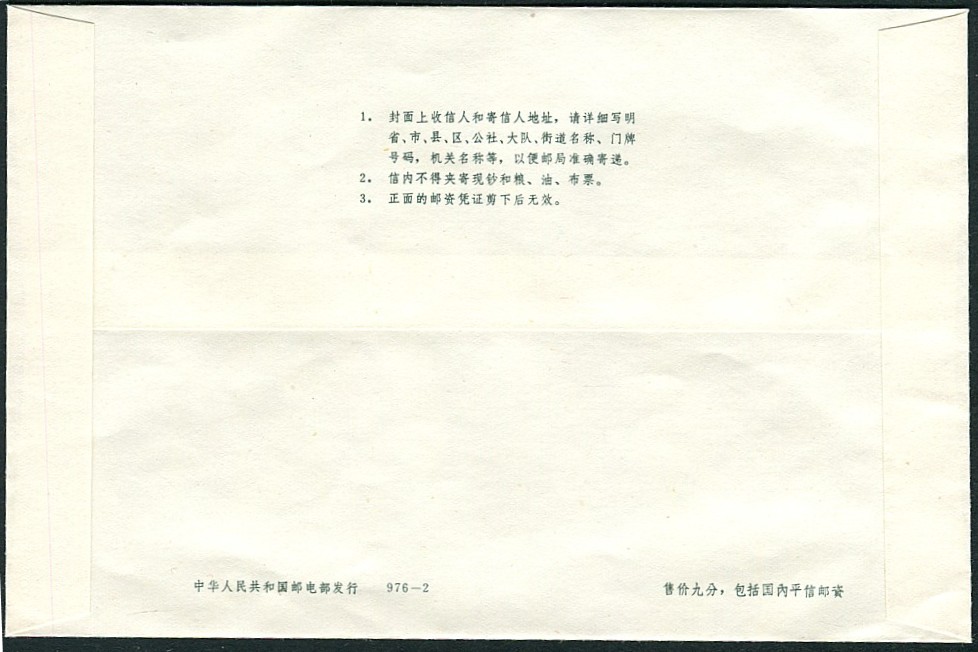 1. 封面上收信人和寄信人地址，请详细写明
省、市、县、区、公社、大队、街道名称、门牌
号码，机关名称等，以便邮局准确寄递。
2. 信内不得夹寄现钞和粮、油、布票。
3. 正面的邮资凭证剪下后无效。
中华人民共和国邮电部发行 976－2
售价九分，包括国内平信邮资